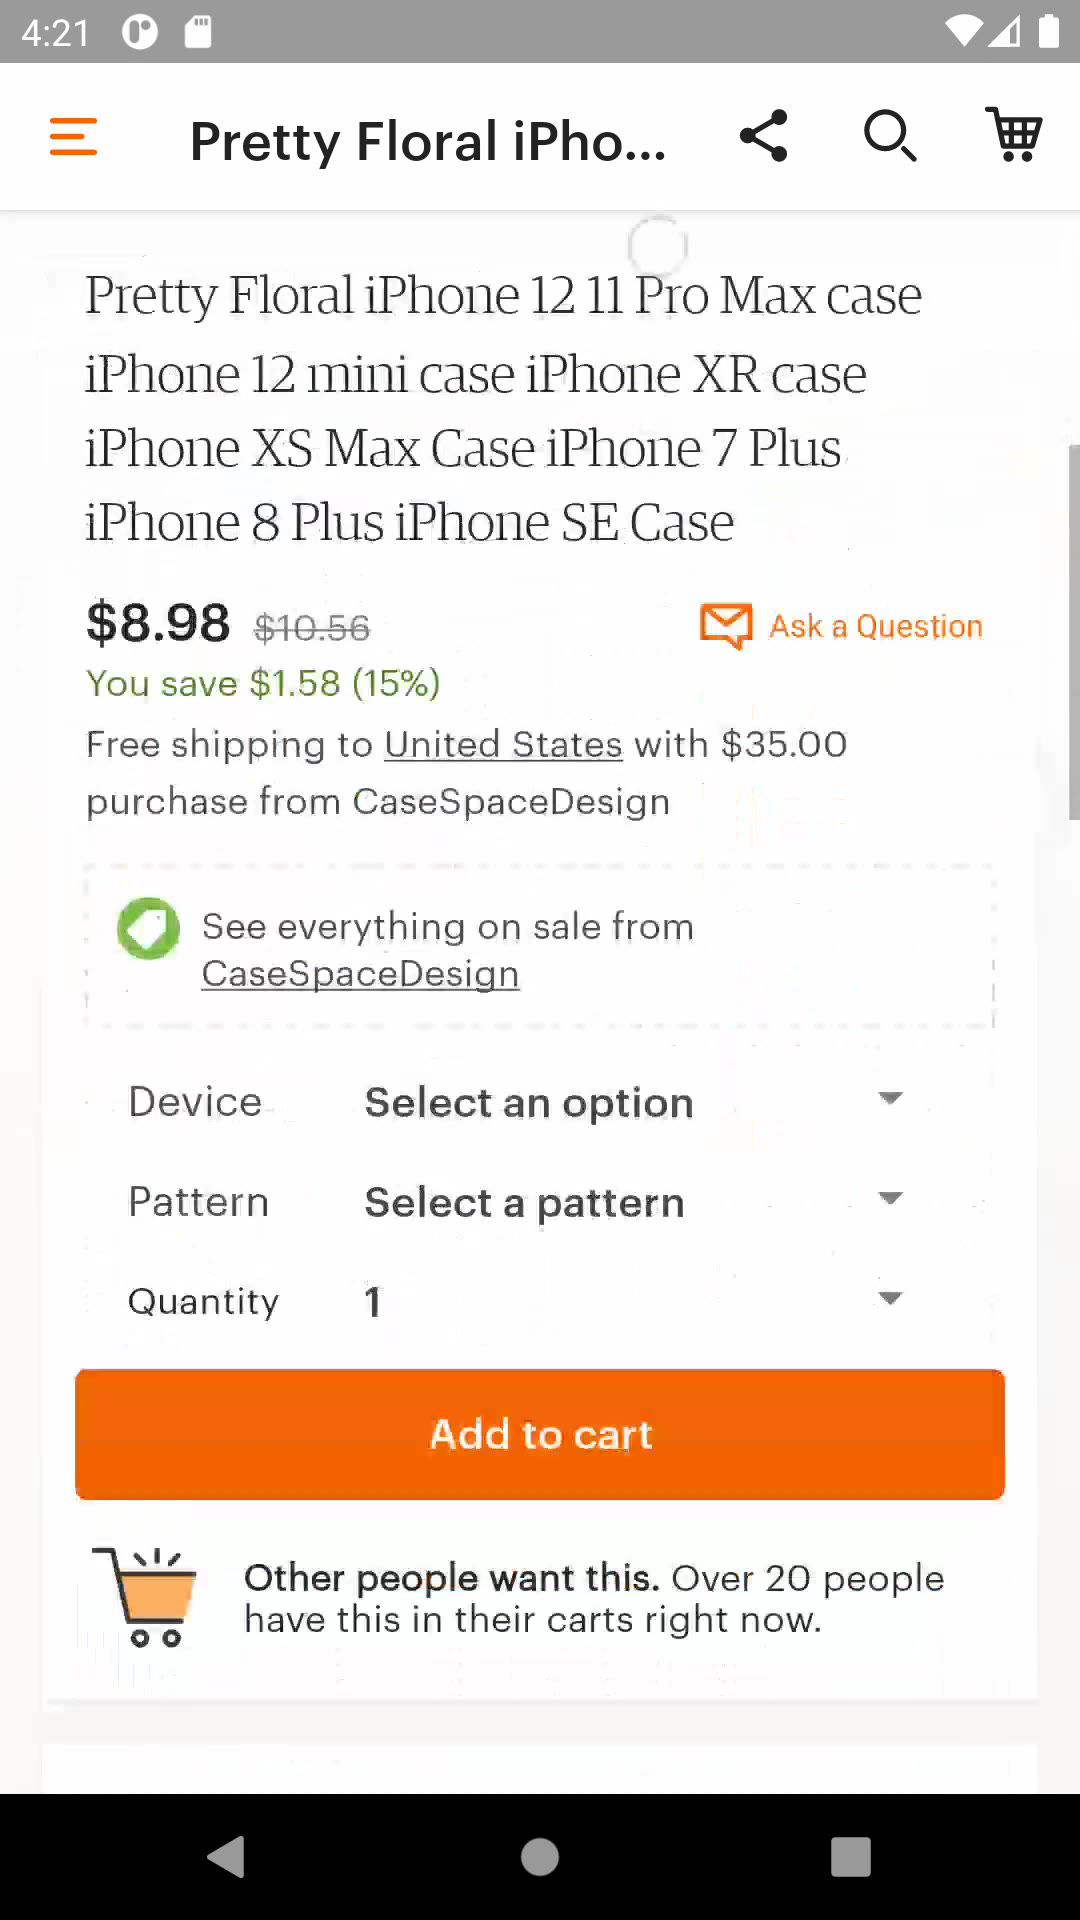 4:21
Pretty Floral iPho...
Pretty Floral iPhone 12 11 Pro Max case
iPhone 12 mini case iPhone XR case
iPhone XS Max Case iPhone 7 Plus
iPhone 8 Plus iPhone SE Case
$8.98 $10.56
Ask a Question
You save $1.58 (15%)
Free shipping to United States with $35.00
purchase from CaseSpaceDesign
See everything on sale from
CaseSpaceDesign
Device Select an option
Pattern Select a pattern
Quantity 1
Add to cart
Other people want this. Over 20 people
have this in their carts right now.